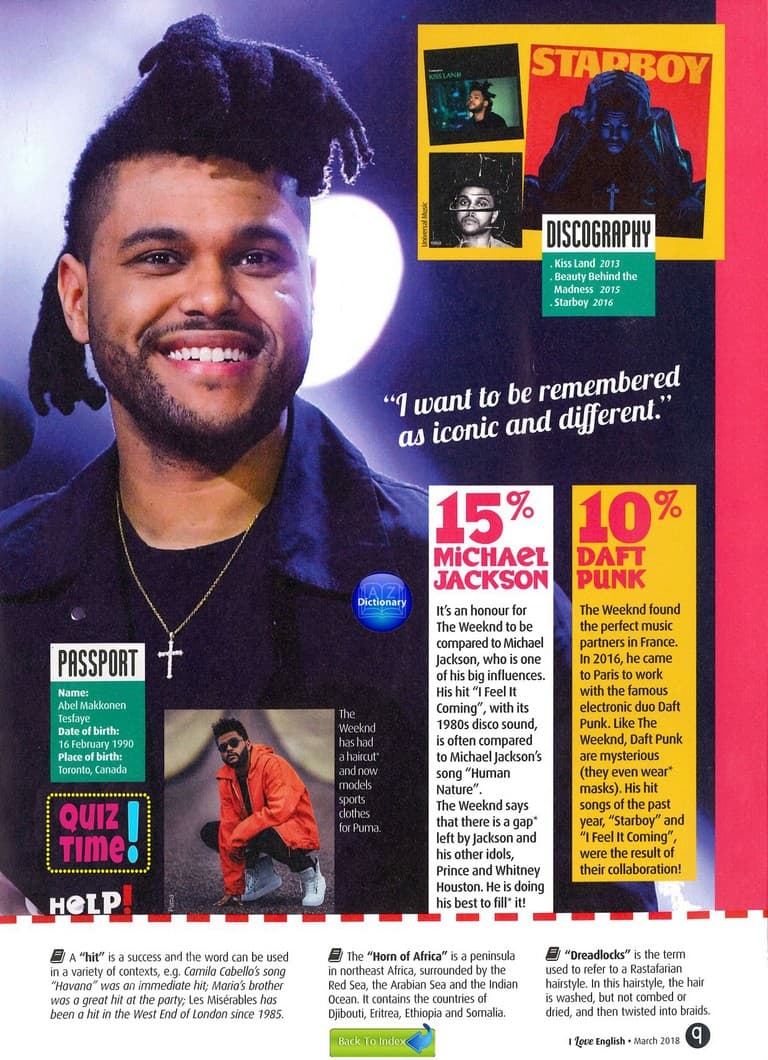 KISS LAND
STARBOY
Universal Music
DISCOGRAPHY
. Kiss Land 2013
. Beauty Behind the
Madness 2015
. Starboy 2016
“I want to be remembered
as iconic and different.”
15%
MiCHAeL
JACKSON
It’s an honour for
The Weeknd to be
compared to Michael
Jackson, who is one
of his big influences.
His hit “I Feel It
Coming”, with its
1980s disco sound,
is often compared
to Michael Jackson’s
song “Human
Nature”.
The Weeknd says
that there is a gap*
left by Jackson and
his other idols,
Prince and Whitney
Houston. He is doing
his best to fill* it!
10%
DAFT
PUNK
The Weeknd found
the perfect music
partners in France.
In 2016, he came
to Paris to work
with the famous
electronic duo Daft
Punk. Like The
Weeknd, Daft Punk
are mysterious
(they even wear*
masks). His hit
songs of the past
year, “Starboy” and
“I Feel It Coming”,
were the result of
their collaboration!
A Z
Dictionary
PASSPORT
Name:
Abel Makkonen
Tesfaye
Date of birth:
16 February 1990
Place of birth:
Toronto, Canada
The
Weeknd
has had
a haircut*
and now
models
sports
clothes
for Puma.
Puma
QUIZ
TiMe!
HELP!
A “hit” is a success and the word can be used
in a variety of contexts, e.g. Camila Cabello’s song
“Havana” was an immediate hit; Maria’s brother
was a great hit at the party; Les Misérables has
been a hit in the West End of London since 1985.
The “Horn of Africa” is a peninsula
in northeast Africa, surrounded by the
Red Sea, the Arabian Sea and the Indian
Ocean. It contains the countries of
Djibouti, Eritrea, Ethiopia and Somalia.
“Dreadlocks” is the term
used to refer to a Rastafarian
hairstyle. In this hairstyle, the hair
is washed, but not combed or
dried, and then twisted into braids.
Back To Index
I Love English • March 2018 9